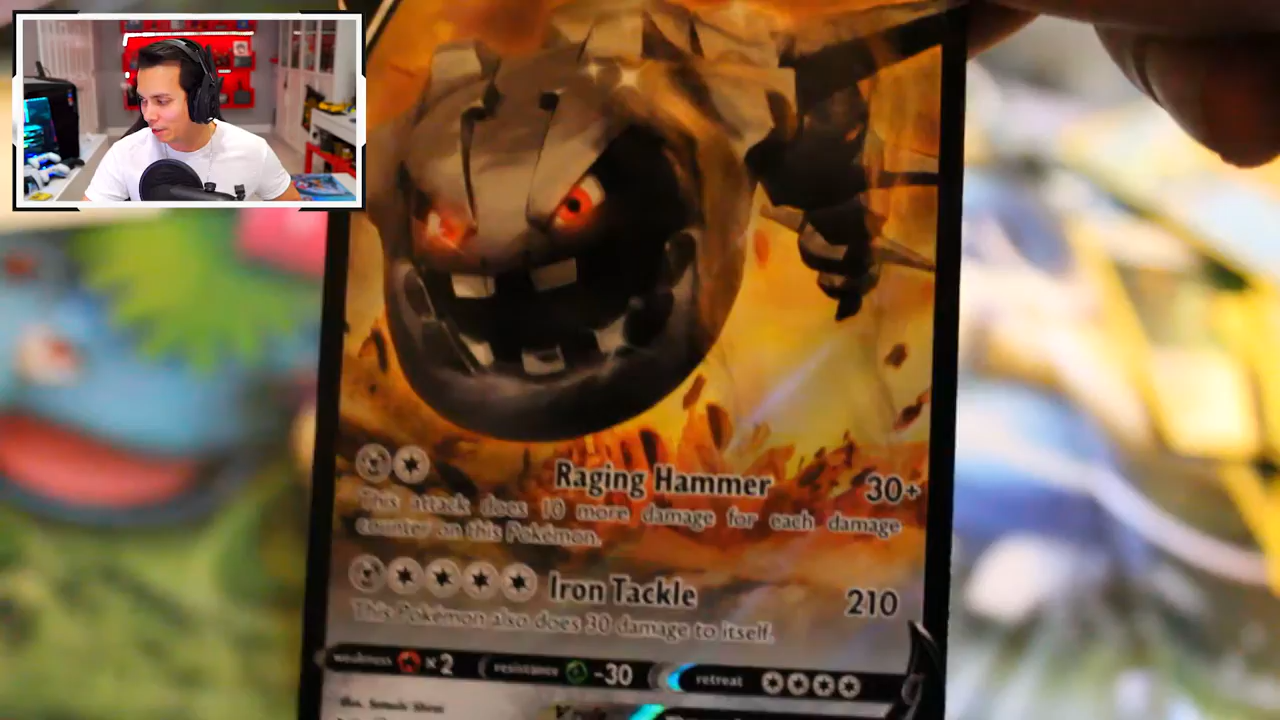 Raging Hammer 30+
This attack does 10 more damage for each damage
counter on this Pokémon.
Iron Tackle 210
This Pokémon also does 30 damage to itself.
weakness ×2 resistance -30 retreat